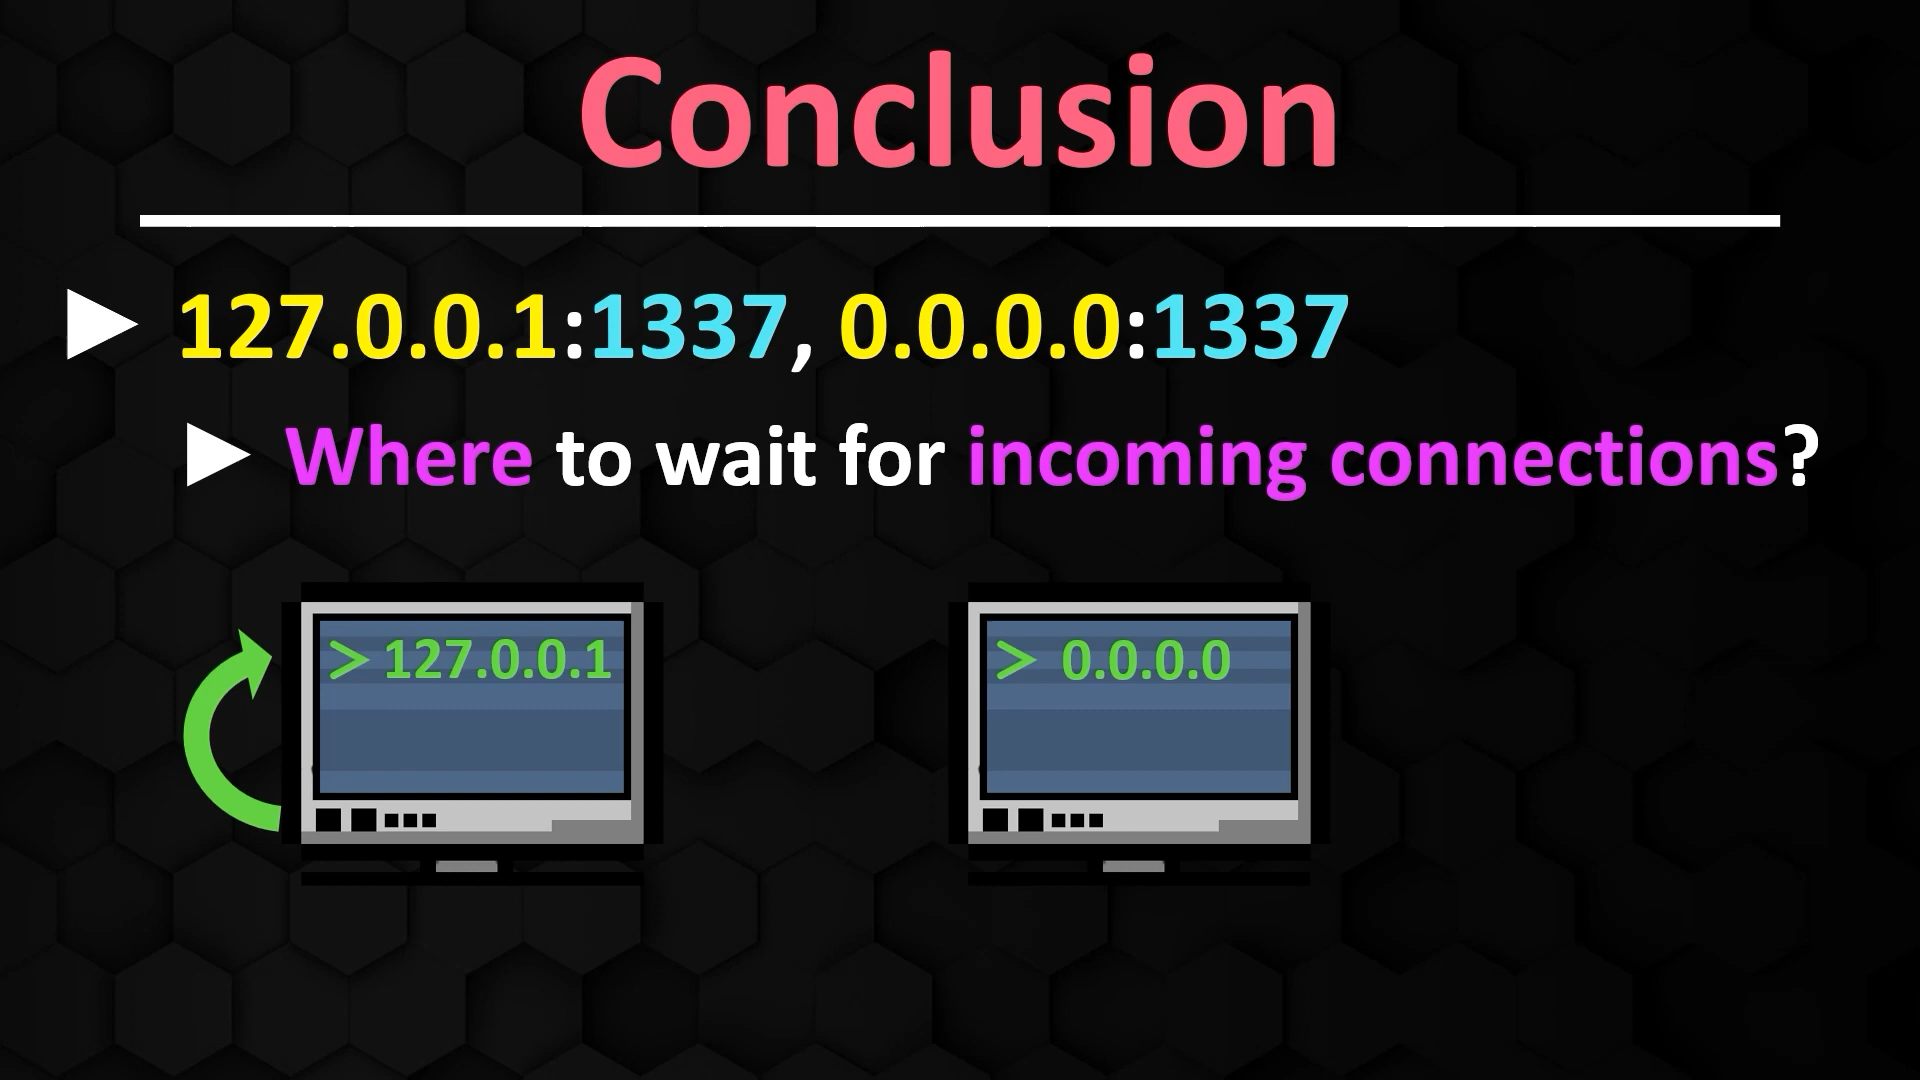 Conclusion
127.0.0.1:1337, 0.0.0.0:1337
Where to wait for incoming connections?
> 127.0.0.1
> 0.0.0.0